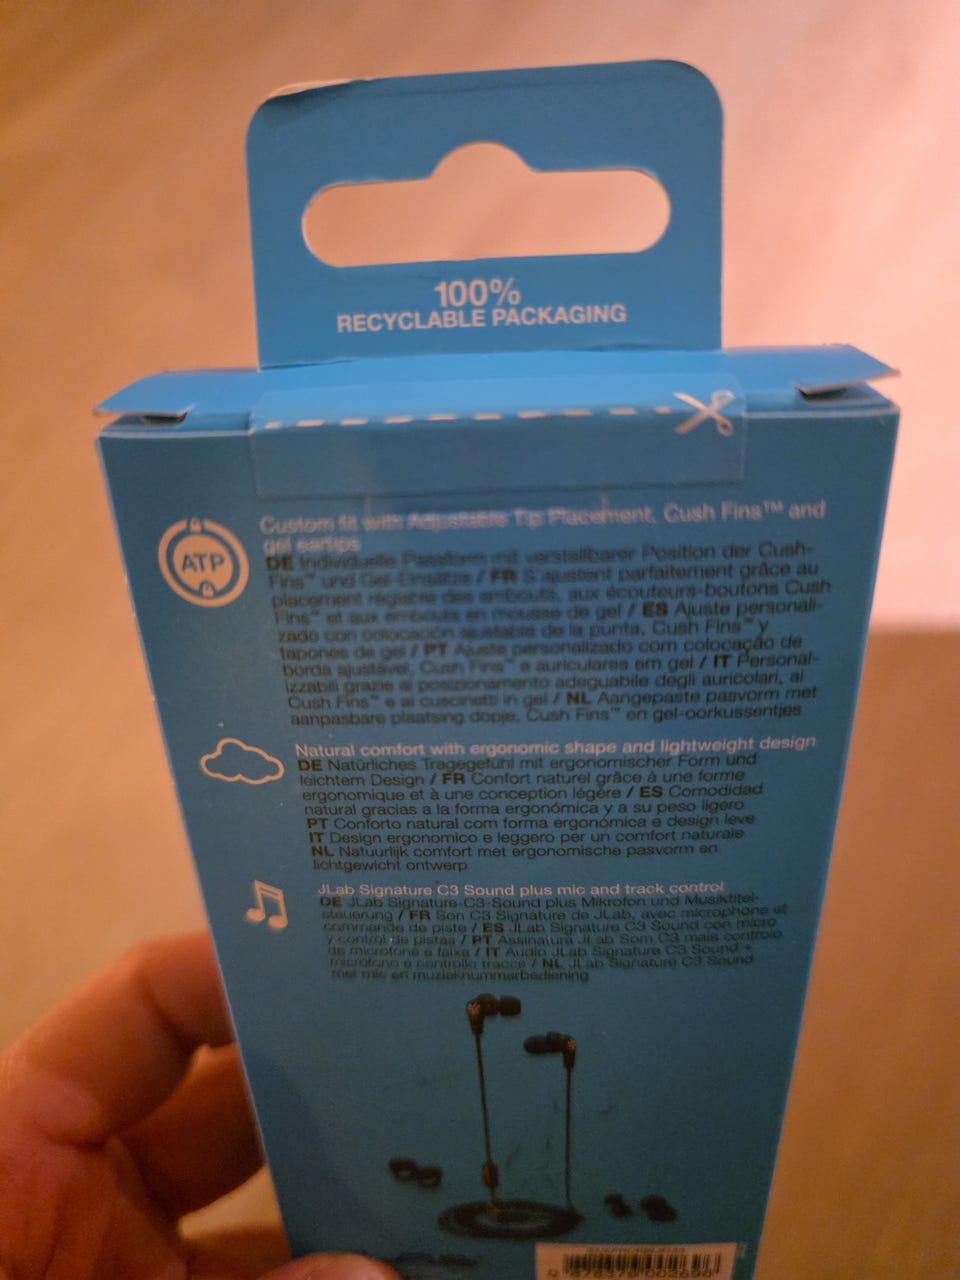 100%
RECYCLABLE PACKAGING
ATP
Custom fit with Adjustable Tip Placement, Cush Fins™ and
gel eartips
DE Individuelle Passform mit verstellbarer Position der Cush-
Fins™ und Gel-Einsätze / FR S'ajustent parfaitement grâce au
placement réglable des embouts, aux écouteurs-boutons Cush
Fins™ et aux embouts en mousse de gel / ES Ajuste personali-
zado con colocación ajustable de la punta, Cush Fins™ y
tapones de gel / PT Ajuste personalizado com colocação de
borda ajustável, Cush Fins™ e auriculares em gel / IT Personal-
izzabili grazie al posizionamento adeguabile degli auricolari, ai
Cush Fins™ e ai cuscinetti in gel / NL Aangepaste pasvorm met
aanpasbare plaatsing dopje, Cush Fins™ en gel-oorkussentjes
Natural comfort with ergonomic shape and lightweight design
DE Natürliches Tragegefühl mit ergonomischer Form und
leichtem Design / FR Confort naturel grâce à une forme
ergonomique et à une conception légère / ES Comodidad
natural gracias a la forma ergonómica y a su peso ligero
PT Conforto natural com forma ergonómica e design leve
IT Design ergonomico e leggero per un comfort naturale
NL Natuurlijk comfort met ergonomische pasvorm en
lichtgewicht ontwerp
JLab Signature C3 Sound plus mic and track control
DE JLab Signature-C3-Sound plus Mikrofon und Musiktitel-
steuerung / FR Son C3 Signature de JLab, avec microphone et
commande de piste / ES JLab Signature C3 Sound con micro
y control de pistas / PT Assinatura JLab Som C3 mais controlo
de microfone e faixa / IT Audio JLab Signature C3 Sound +
microfono e controllo tracce / NL JLab Signature C3 Sound
met mic en muzieknummerbediening